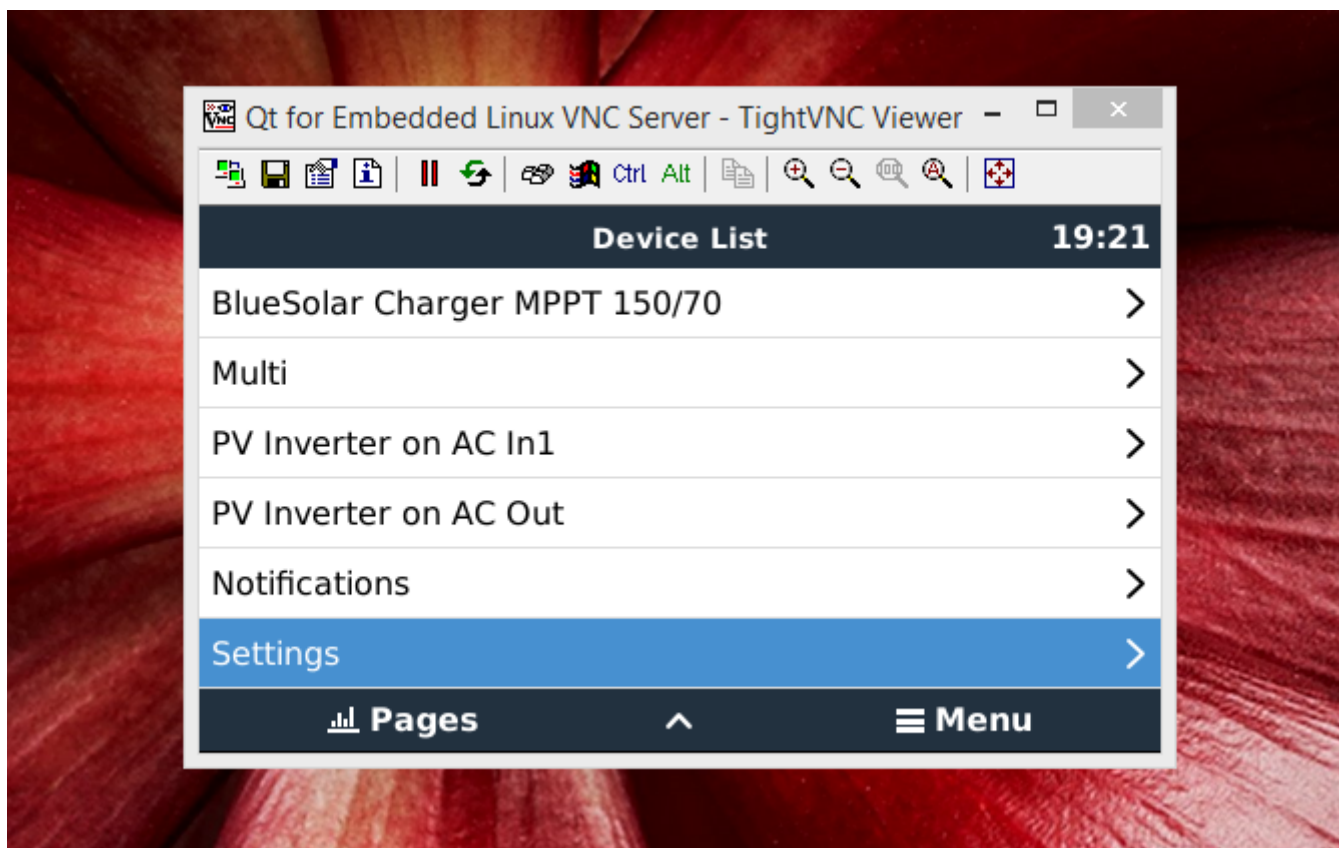 Qt for Embedded Linux VNC Server - TightVNC Viewer
Ctrl Alt
Device List 19:21
BlueSolar Charger MPPT 150/70
Multi
PV Inverter on AC In1
PV Inverter on AC Out
Notifications
Settings
Pages Menu